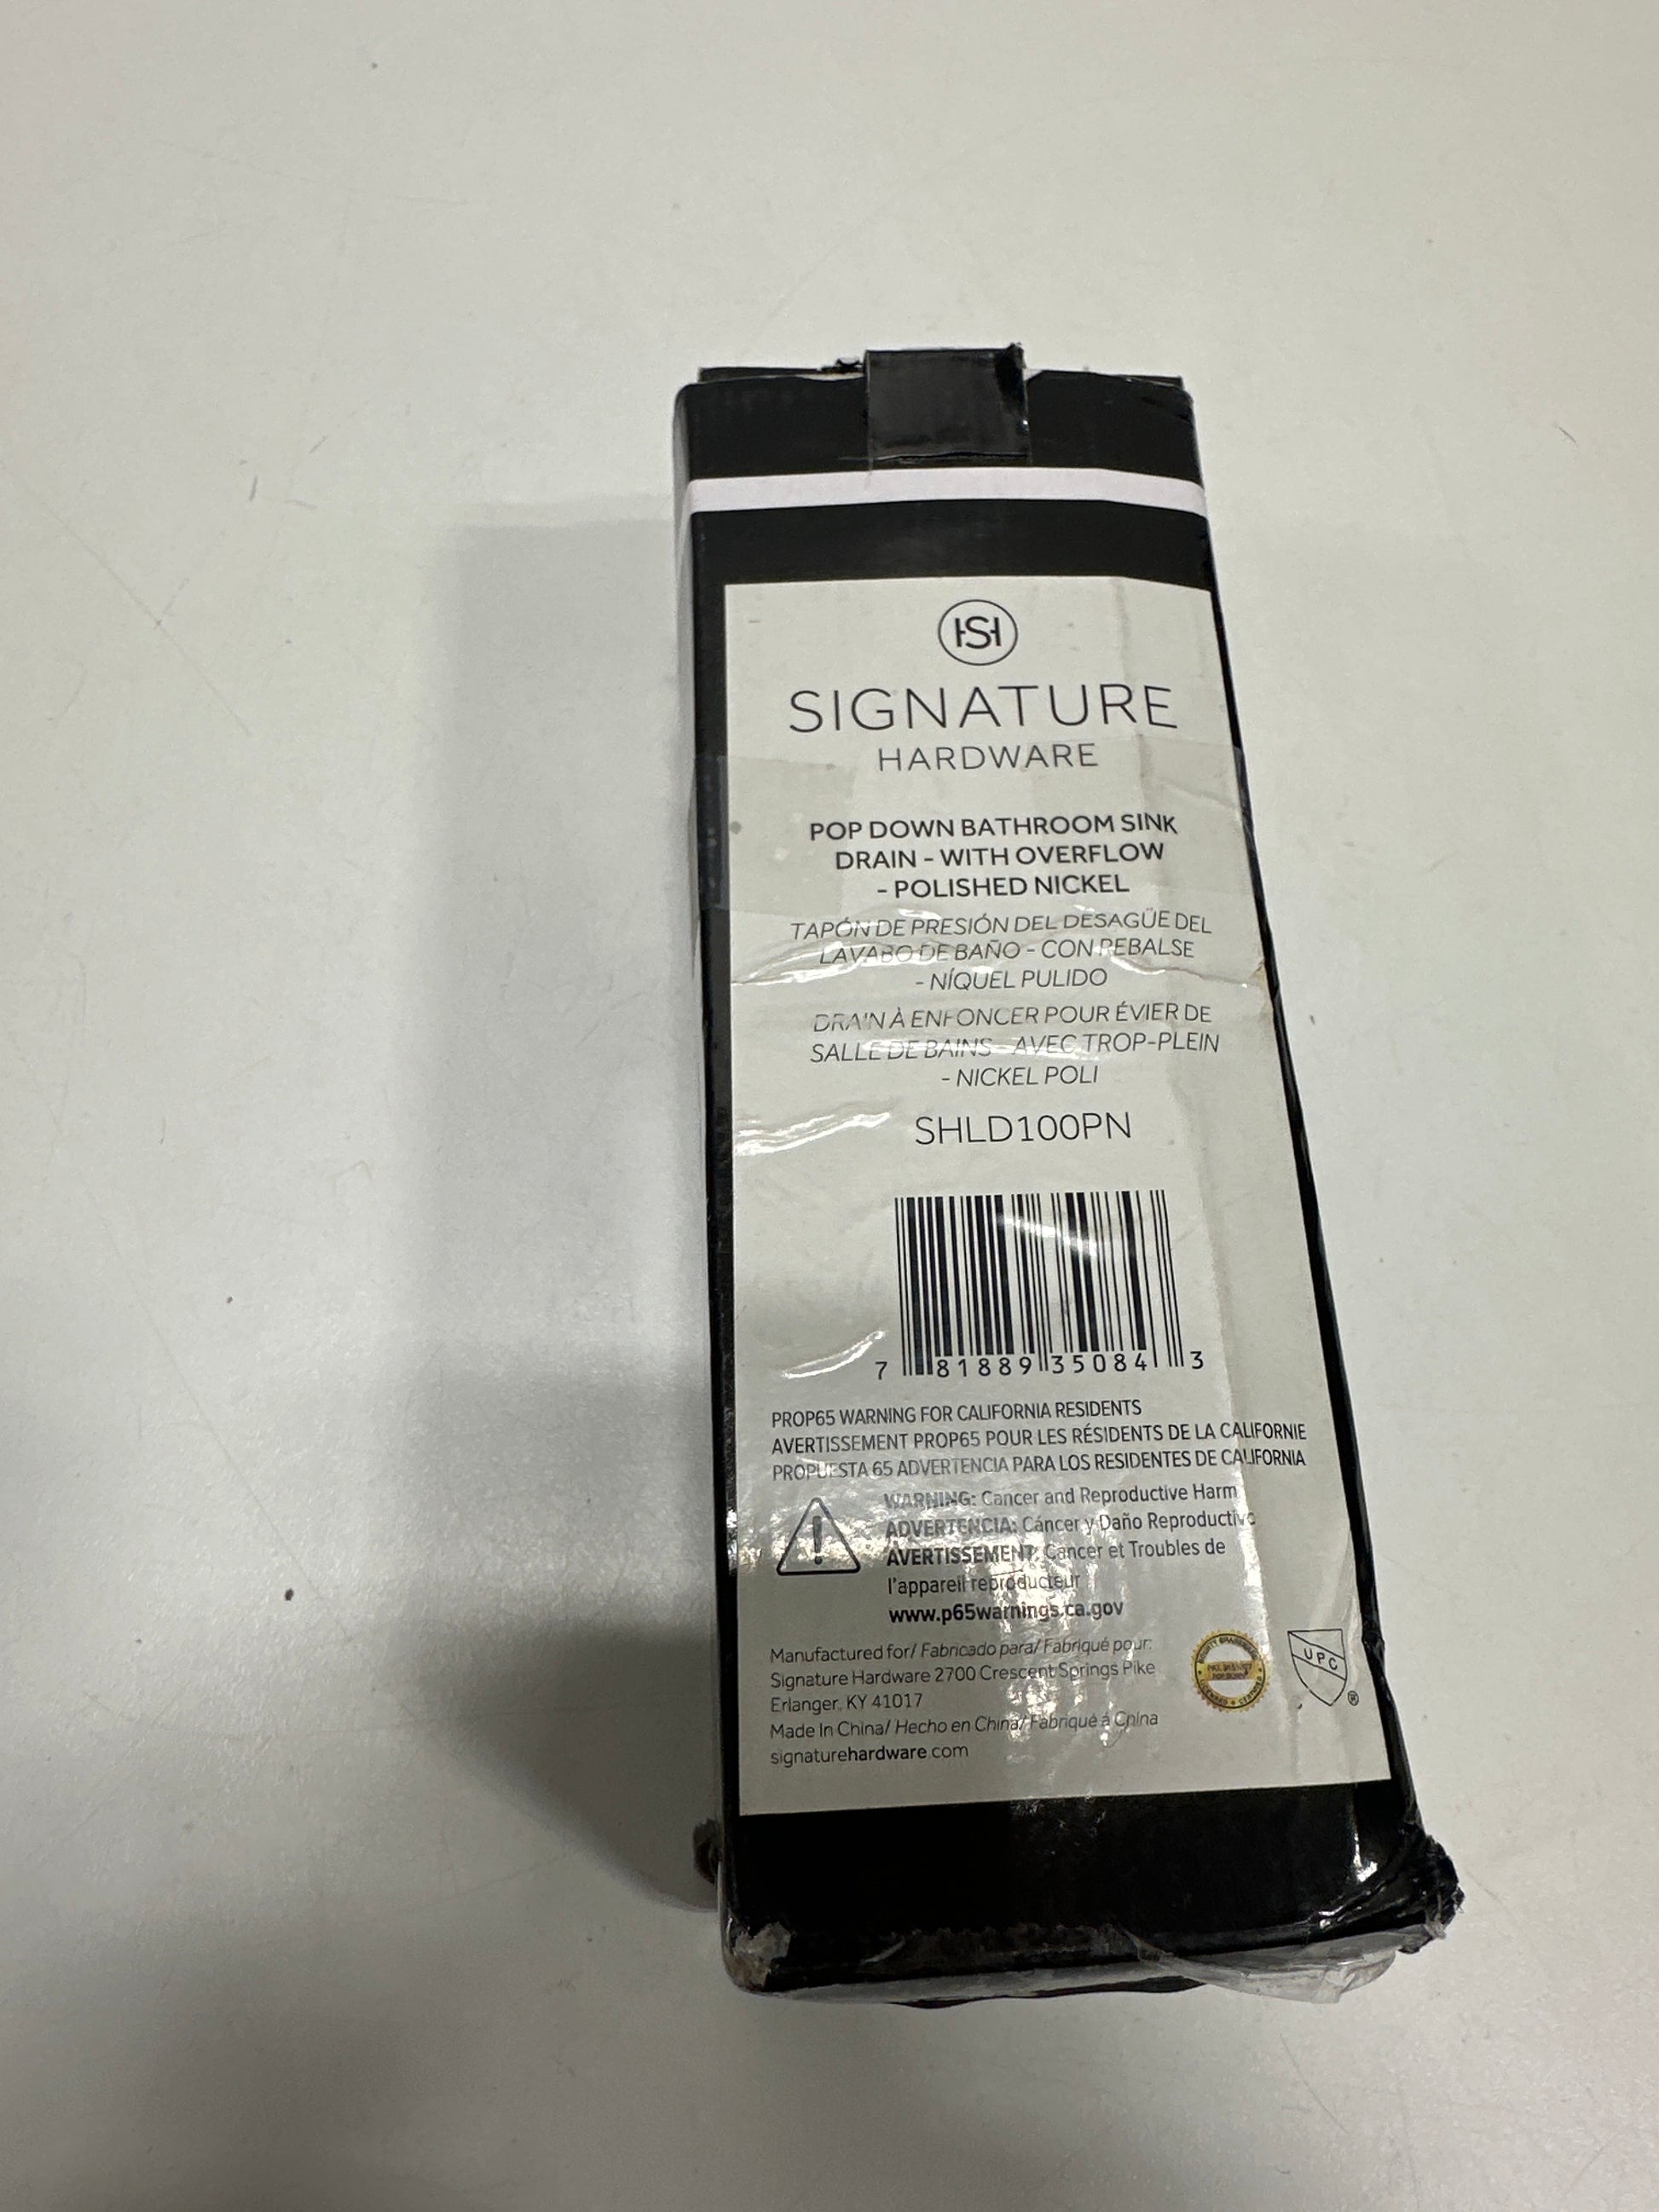 SH
SIGNATURE
HARDWARE
POP DOWN BATHROOM SINK
DRAIN - WITH OVERFLOW
- POLISHED NICKEL
TAPÓN DE PRESIÓN DEL DESAGÜE DEL
LAVABO DE BAÑO - CON REBALSE
- NÍQUEL PULIDO
DRAIN À ENFONCER POUR ÉVIER DE
SALLE DE BAINS - AVEC TROP-PLEIN
- NICKEL POLI
SHLD100PN
7 81889 35084 3
PROP65 WARNING FOR CALIFORNIA RESIDENTS
AVERTISSEMENT PROP65 POUR LES RÉSIDENTS DE LA CALIFORNIE
PROPUESTA 65 ADVERTENCIA PARA LOS RESIDENTES DE CALIFORNIA
WARNING: Cancer and Reproductive Harm
ADVERTENCIA: Cáncer y Daño Reproductivo
AVERTISSEMENT: Cancer et Troubles de
l'appareil reproducteur
www.p65warnings.ca.gov
Manufactured for/ Fabricado para/ Fabriqué pour:
Signature Hardware 2700 Crescent Springs Pike
Erlanger, KY 41017
Made In China/ Hecho en China/ Fabriqué á China
signaturehardware.com
UPC
®